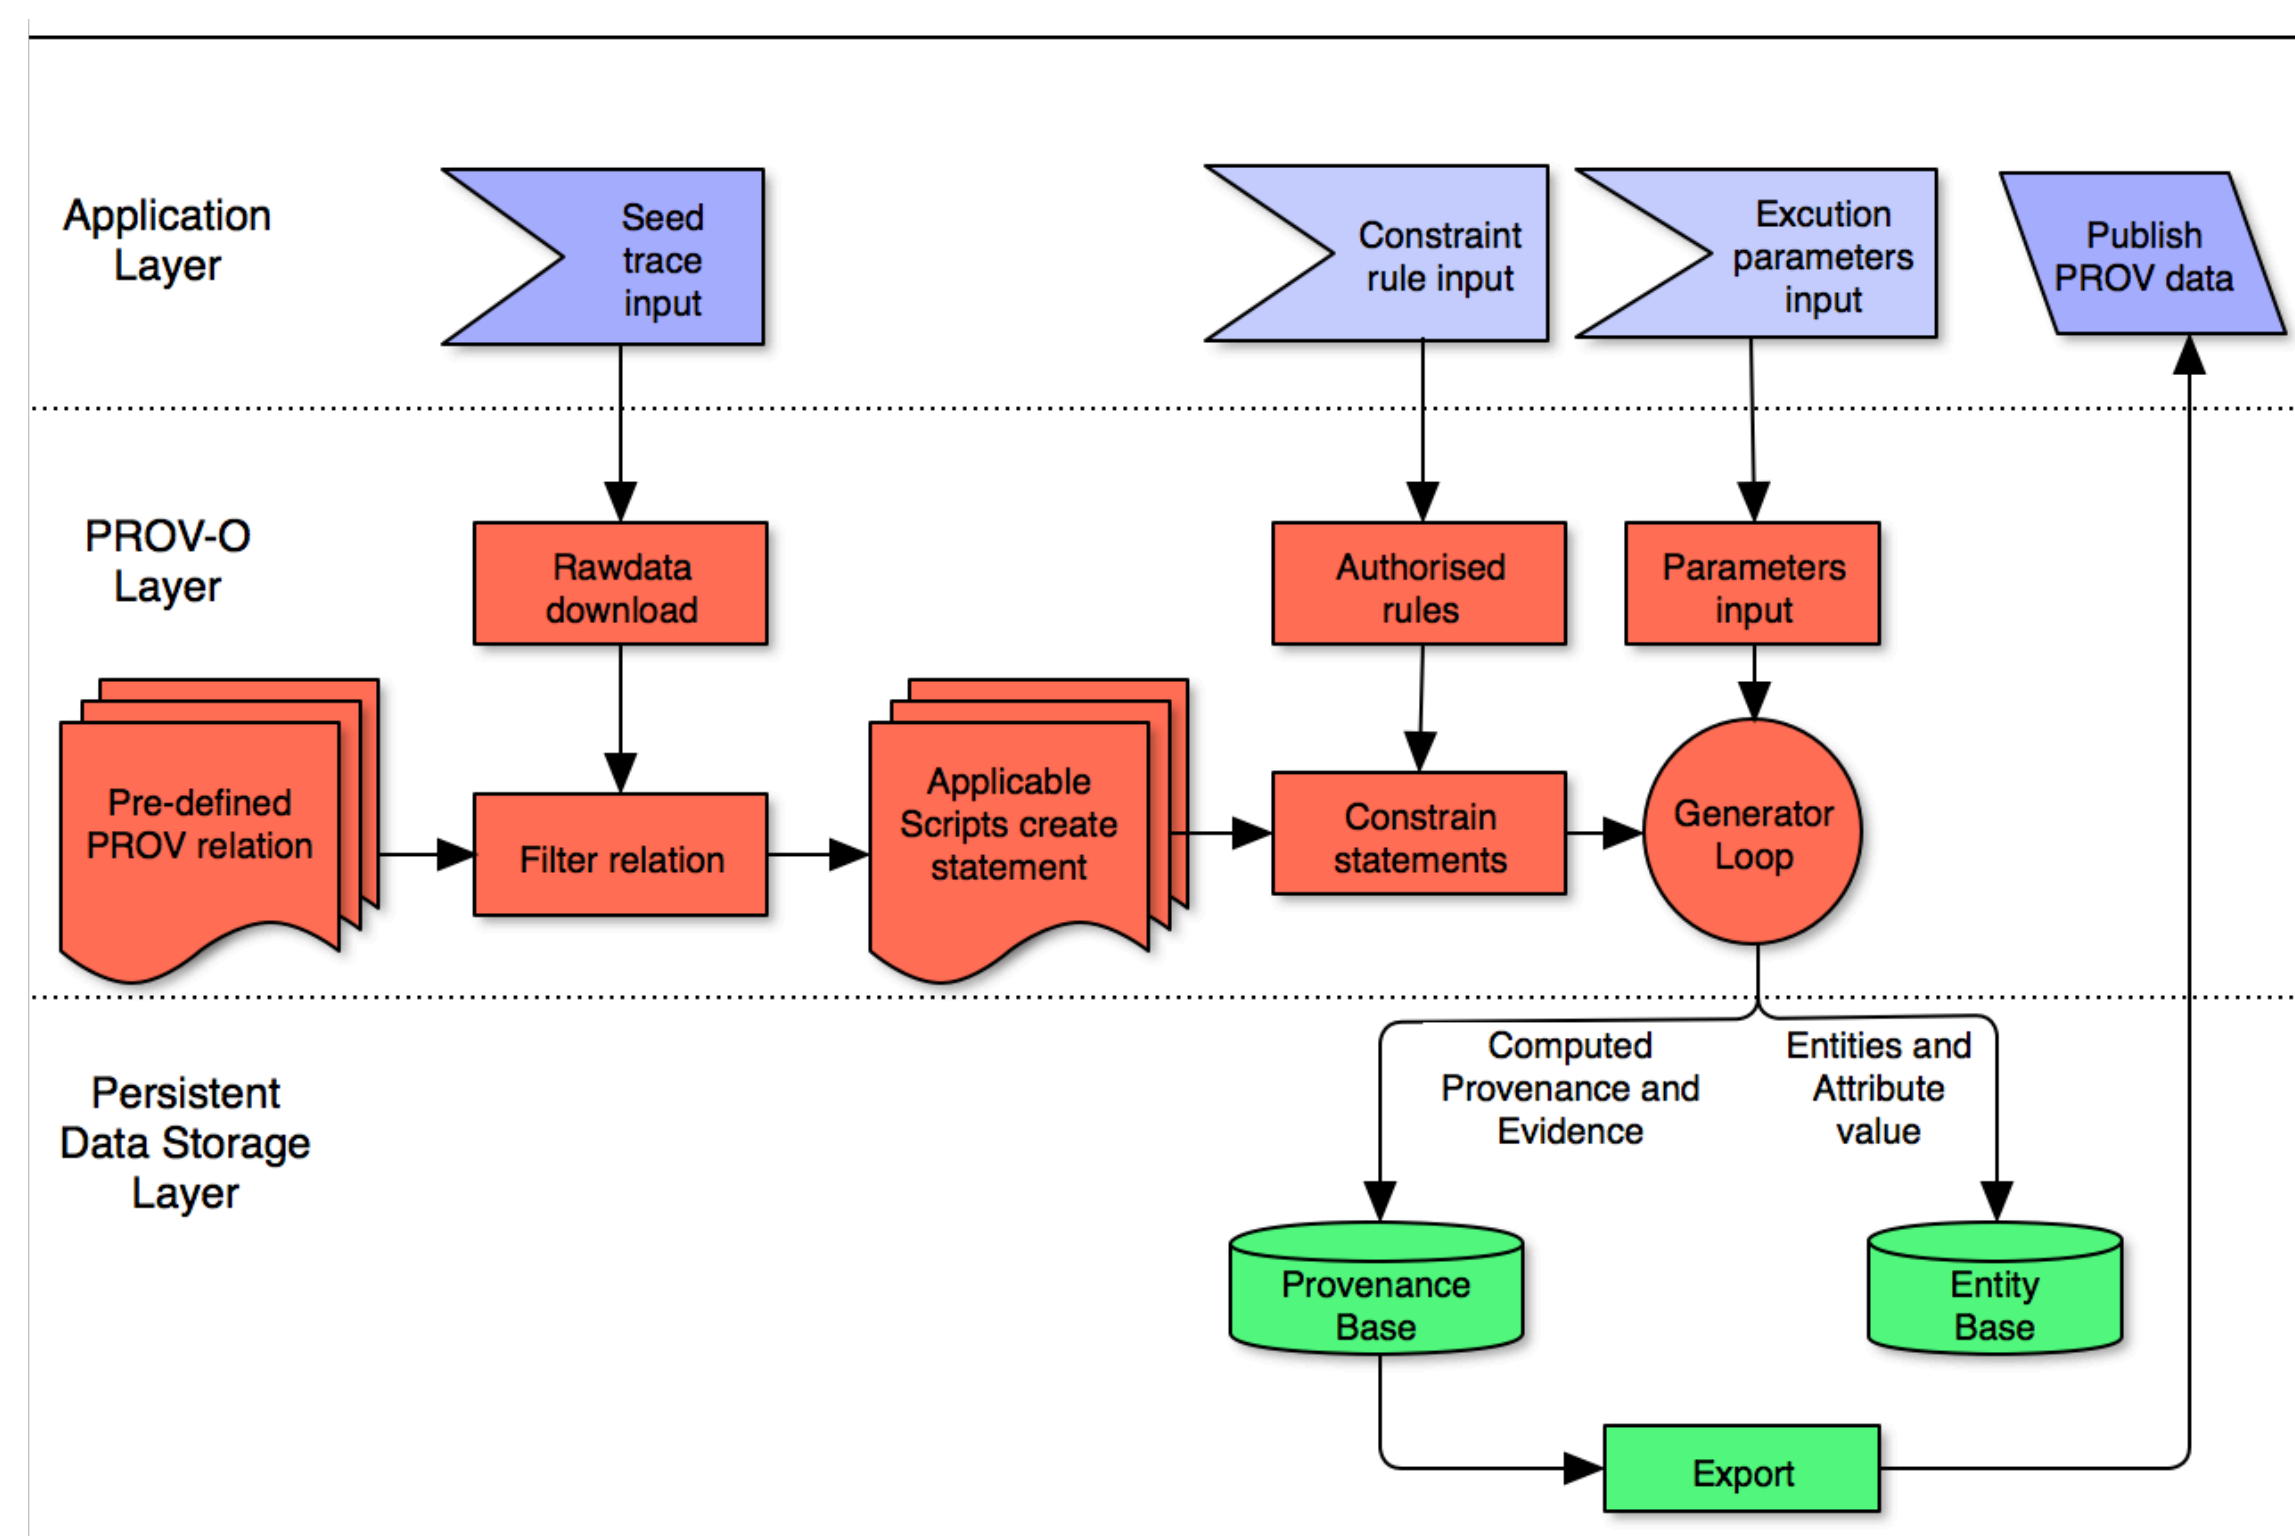 Application
Layer
Seed
trace
input
Constraint
rule input
Excution
parameters
input
Publish
PROV data
PROV-O
Layer
Rawdata
download
Authorised
rules
Parameters
input
Pre-defined
PROV relation
Filter relation
Applicable
Scripts create
statement
Constrain
statements
Generator
Loop
Persistent
Data Storage
Layer
Computed
Provenance and
Evidence
Entities and
Attribute
value
Provenance
Base
Entity
Base
Export